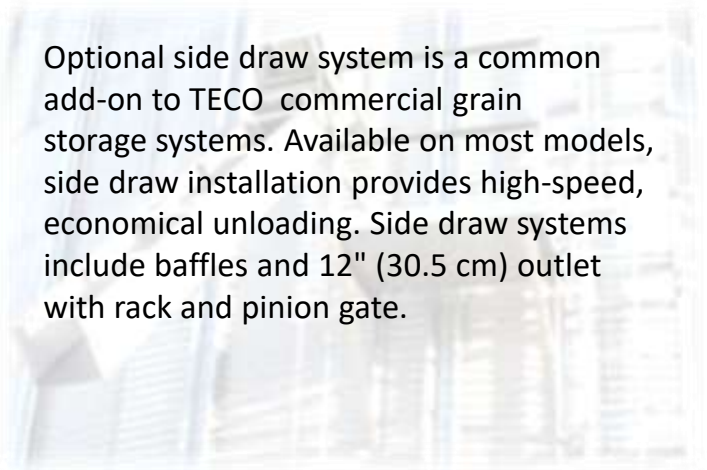 Optional side draw system is a common
add-on to TECO  commercial grain
storage systems. Available on most models,
side draw installation provides high-speed,
economical unloading. Side draw systems
include baffles and 12" (30.5 cm) outlet
with rack and pinion gate.